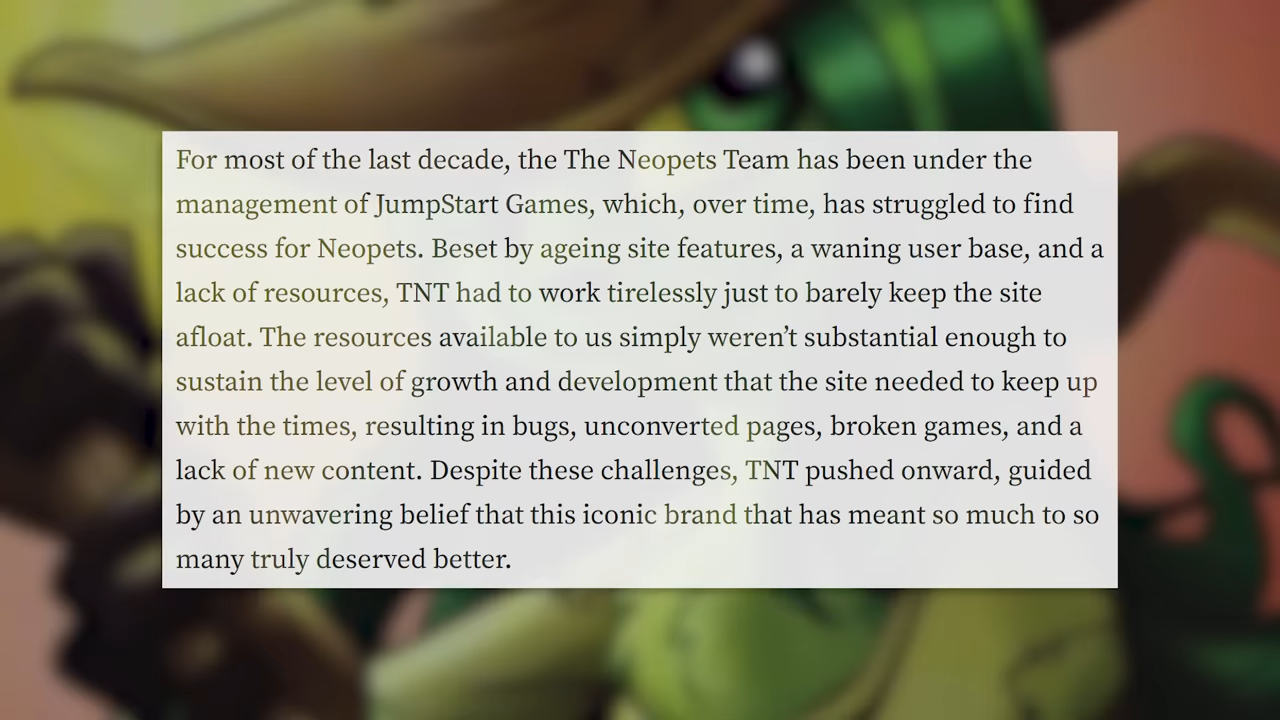 For most of the last decade, the The Neopets Team has been under the
management of JumpStart Games, which, over time, has struggled to find
success for Neopets. Beset by ageing site features, a waning user base, and a
lack of resources, TNT had to work tirelessly just to barely keep the site
afloat. The resources available to us simply weren’t substantial enough to
sustain the level of growth and development that the site needed to keep up
with the times, resulting in bugs, unconverted pages, broken games, and a
lack of new content. Despite these challenges, TNT pushed onward, guided
by an unwavering belief that this iconic brand that has meant so much to so
many truly deserved better.